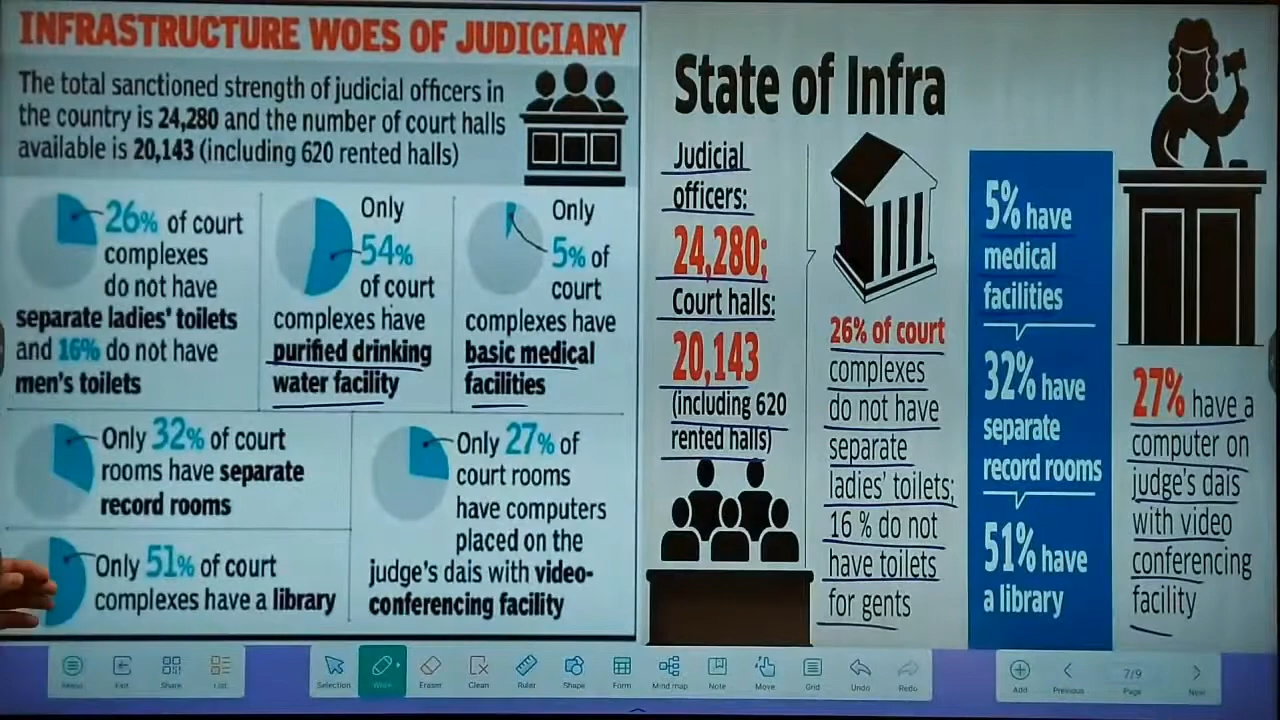 INFRASTRUCTURE WOES OF JUDICIARY
The total sanctioned strength of judicial officers in
the country is 24,280 and the number of court halls
available is 20,143 (including 620 rented halls)
26% of court
complexes
do not have
separate ladies' toilets
and 16% do not have
men's toilets
Only
54%
of court
complexes have
purified drinking
water facility
Only
5% of
court
complexes have
basic medical
facilities
Only 32% of court
rooms have separate
record rooms
Only 51% of court
complexes have a library
Only 27% of
court rooms
have computers
placed on the
judge's dais with video-
conferencing facility
State of Infra
Judicial
officers:
24,280;
Court halls:
20,143
(including 620
rented halls)
26% of court
complexes
do not have
separate
ladies' toilets;
16 % do not
have toilets
for gents
5% have
medical
facilities
32% have
separate
record rooms
51% have
a library
27% have a
computer on
judge's dais
with video
conferencing
facility
Exit
Share
Selection
Eraser
Clean
Ruler
Shape
Form
Mind map
Note
Move
Grid
Undo
Redo
Add
Previous
7/9
Page
Next